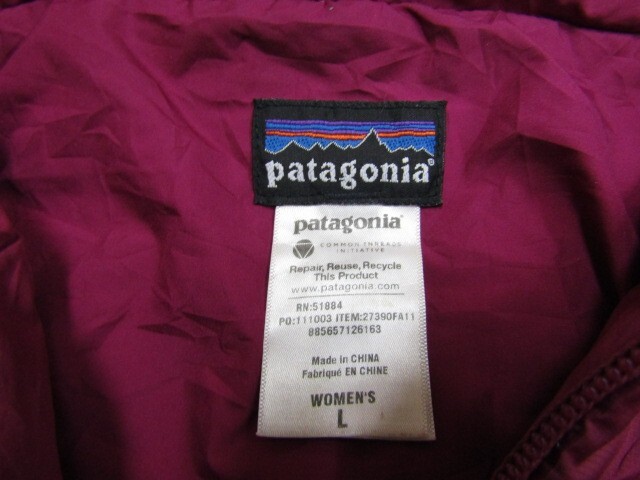 patagonia®
patagonia®
COMMON THREADS
INITIATIVE
Repair, Reuse, Recycle
This Product
www.patagonia.com
RN:51884
PO:111003 ITEM:27390FA11
885657126163
Made in CHINA
Fabriqué EN CHINE
WOMEN'S
L